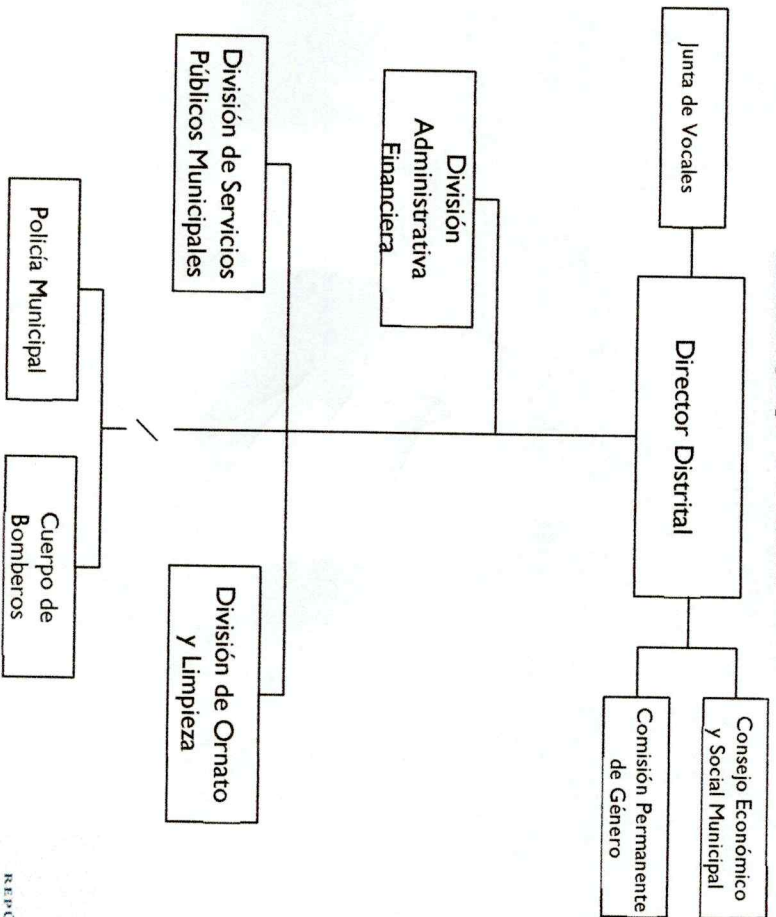 Junta de Vocales
Director Distrital
Consejo Económico
y Social Municipal
Comisión Permanente
de Género
División
Administrativa
Financiera
División de Servicios
Públicos Municipales
División de Ornato
y Limpieza
Policía Municipal
Cuerpo de
Bomberos